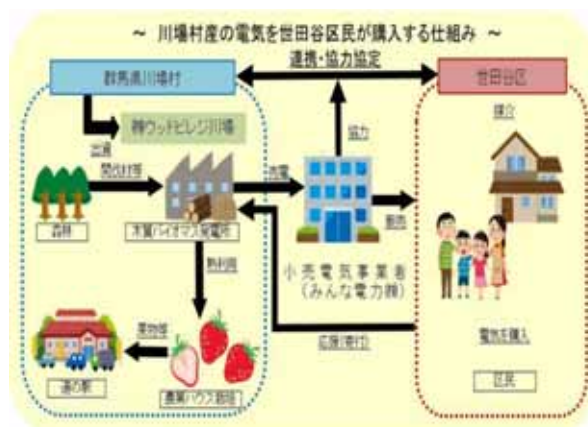 ～ 川場村産の電気を世田谷区民が購入する仕組み ～
連携・協力協定
群馬県川場村
世田谷区
㈱ウッドビレジ川場
出資
間伐材等
森林
木質バイオマス発電所
売電
協力
小売電気事業者
(みんな電力㈱)
販売
媒介
熱利用
果物等
道の駅
農業ハウス栽培
応援(寄付)
電気を購入
区民